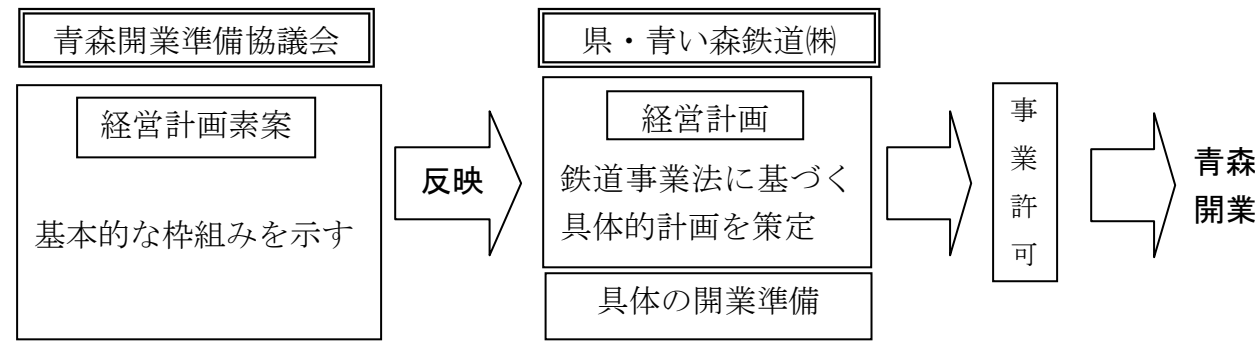 青森開業準備協議会
経営計画素案
基本的な枠組みを示す
反映
県・青い森鉄道㈱
経営計画
鉄道事業法に基づく
具体的計画を策定
具体の開業準備
事業許可
青森
開業